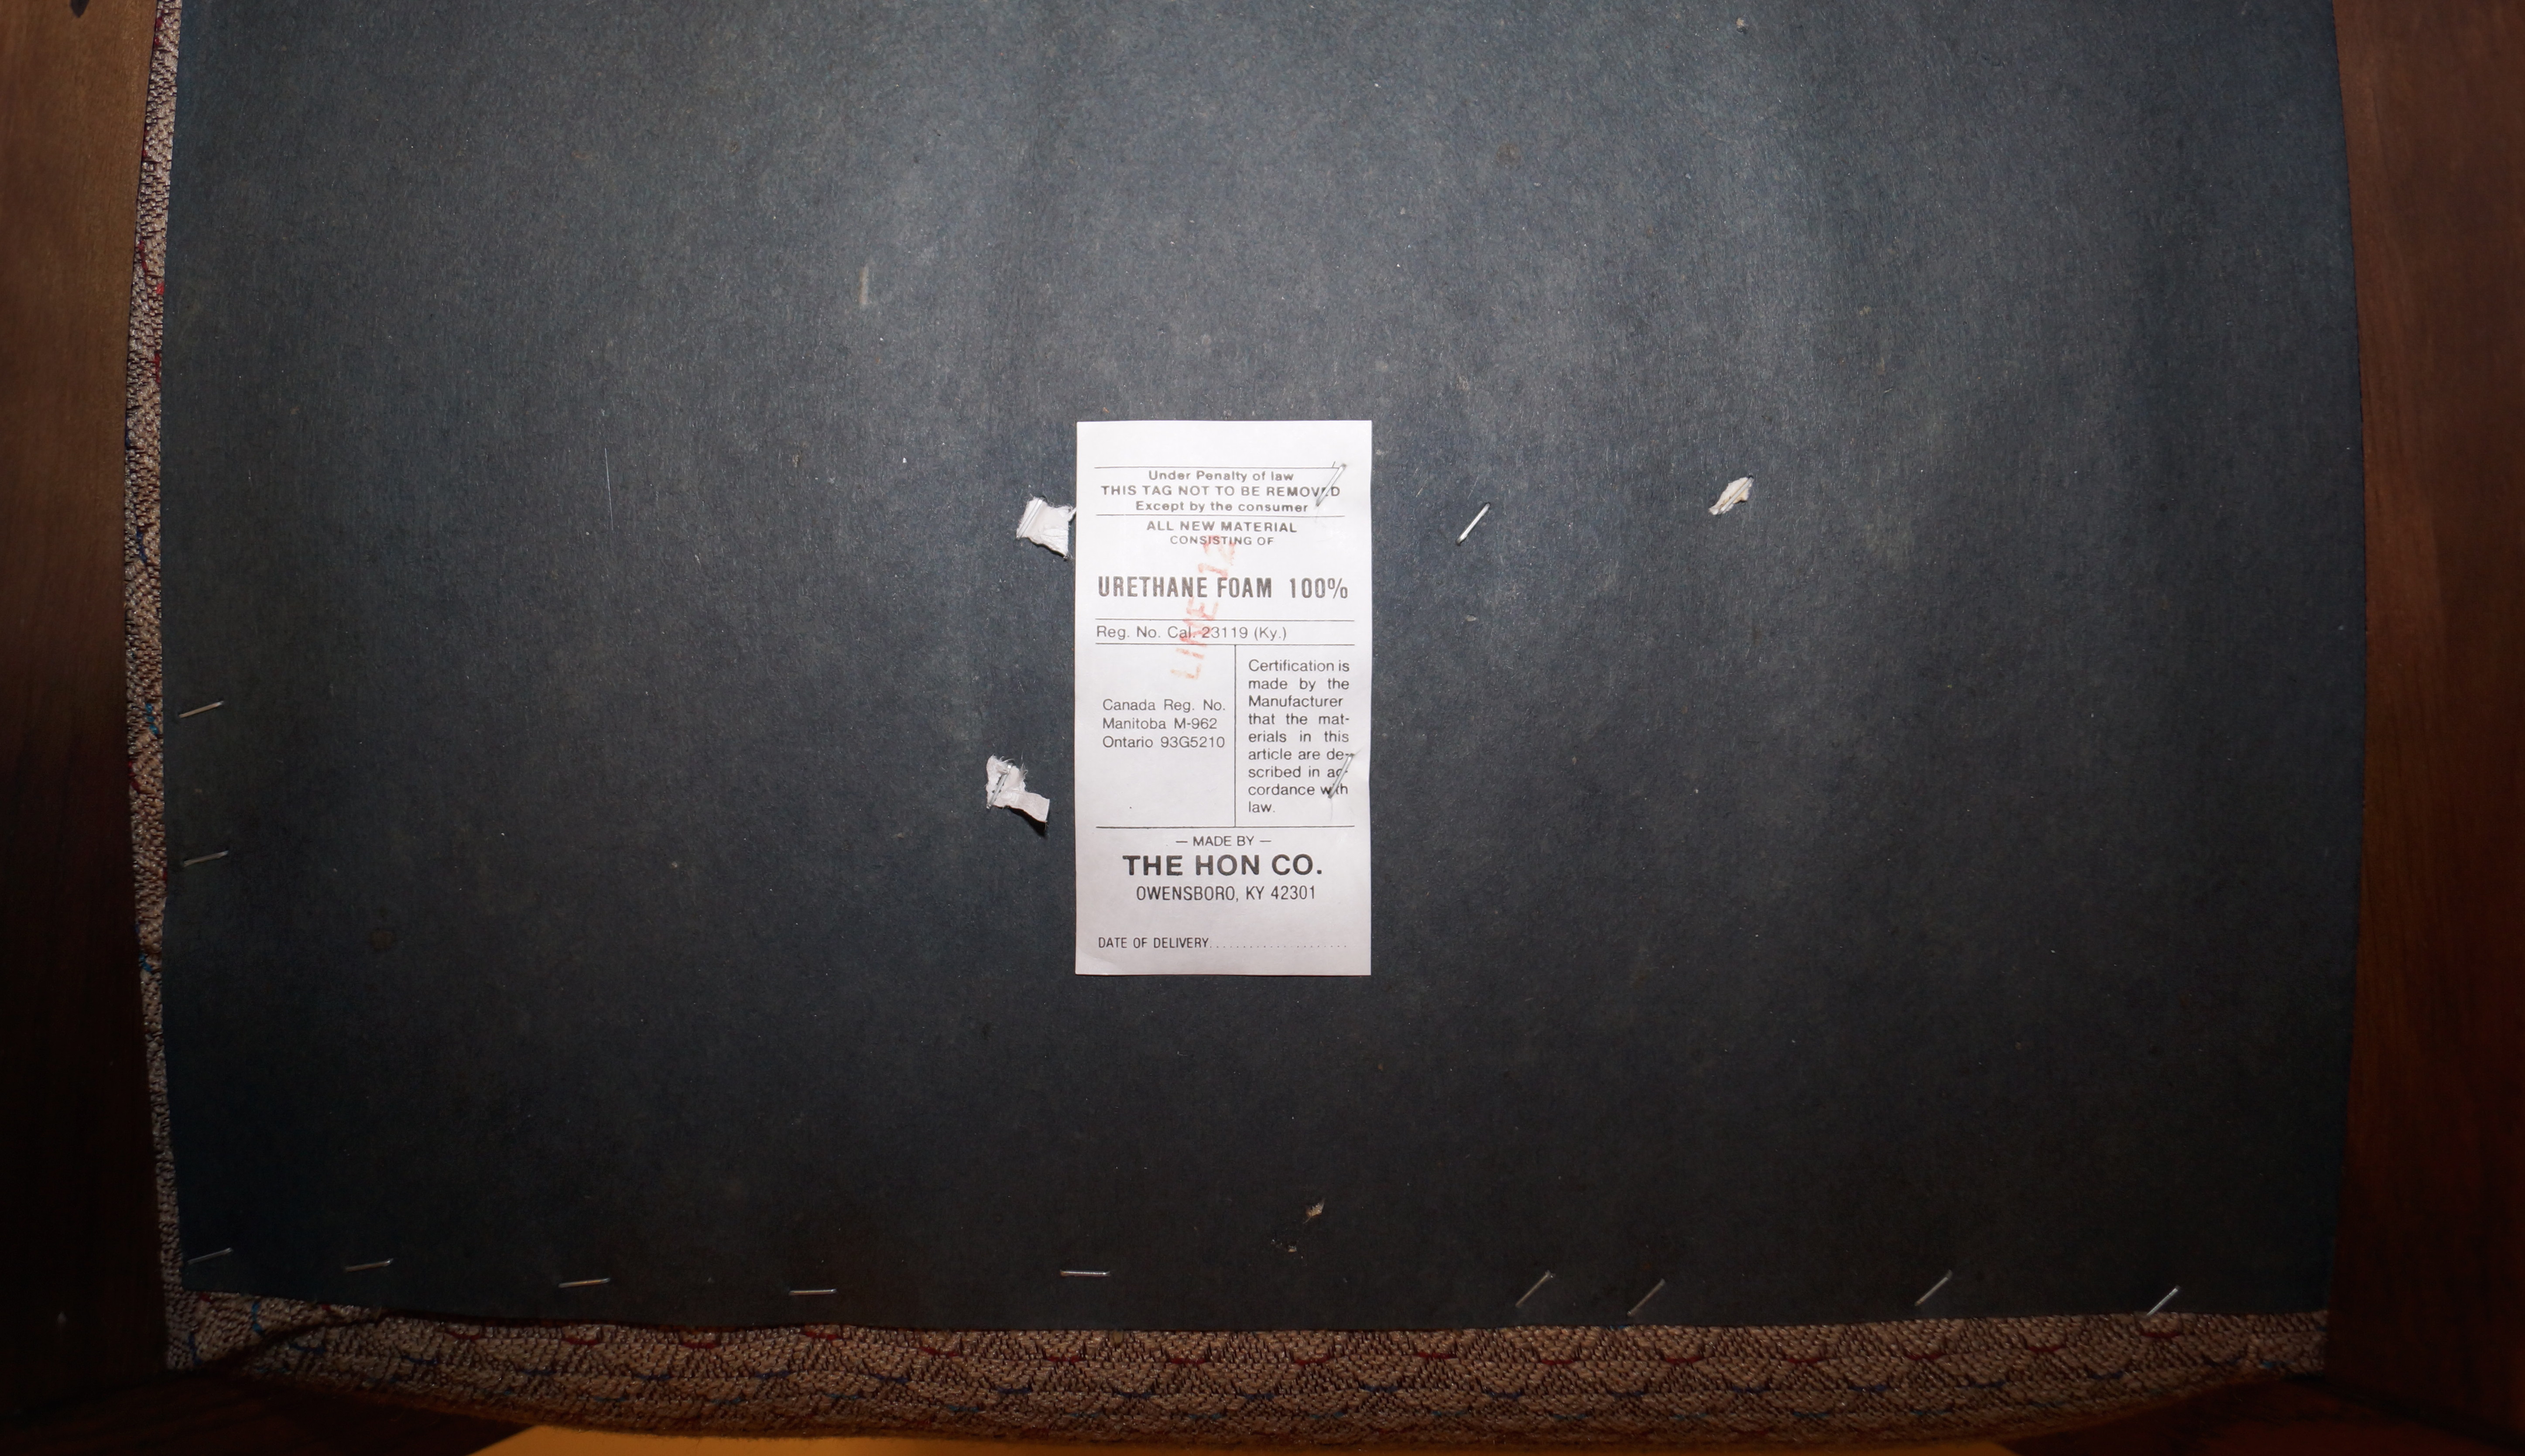 Under Penalty of law
THIS TAG NOT TO BE REMOVED
Except by the consumer
ALL NEW MATERIAL
CONSISTING OF
URETHANE FOAM 100%
Reg. No. Cal. 23119 (Ky.)
LINE 12
Canada Reg. No.
Manitoba M-962
Ontario 93G5210
Certification is
made by the
Manufacturer
that the mat-
erials in this
article are de-
scribed in ac-
cordance with
law.
— MADE BY —
THE HON CO.
OWENSBORO, KY 42301
DATE OF DELIVERY......................